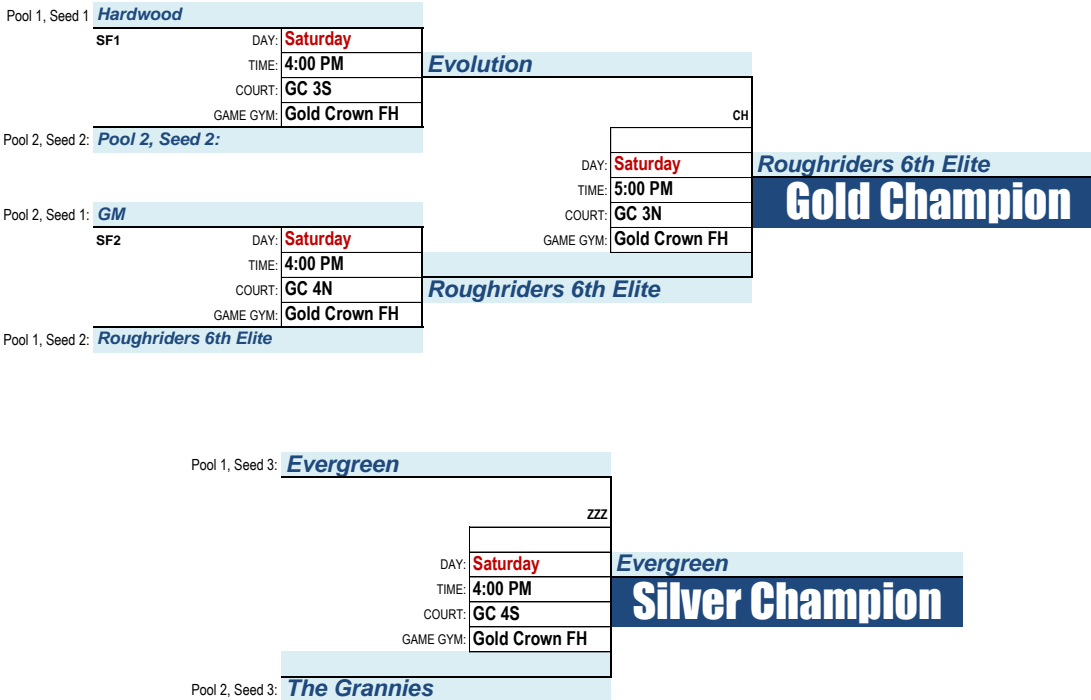 Pool 1, Seed 1 Hardwood
SF1 DAY: Saturday
TIME: 4:00 PM Evolution
COURT: GC 3S
GAME GYM: Gold Crown FH CH
Pool 2, Seed 2: Pool 2, Seed 2:
DAY: Saturday Roughriders 6th Elite
TIME: 5:00 PM Gold Champion
Pool 2, Seed 1: GM COURT: GC 3N
SF2 DAY: Saturday GAME GYM: Gold Crown FH
TIME: 4:00 PM
COURT: GC 4N Roughriders 6th Elite
GAME GYM: Gold Crown FH
Pool 1, Seed 2: Roughriders 6th Elite
Pool 1, Seed 3: Evergreen
ZZZ
DAY: Saturday Evergreen
TIME: 4:00 PM Silver Champion
COURT: GC 4S
GAME GYM: Gold Crown FH
Pool 2, Seed 3: The Grannies